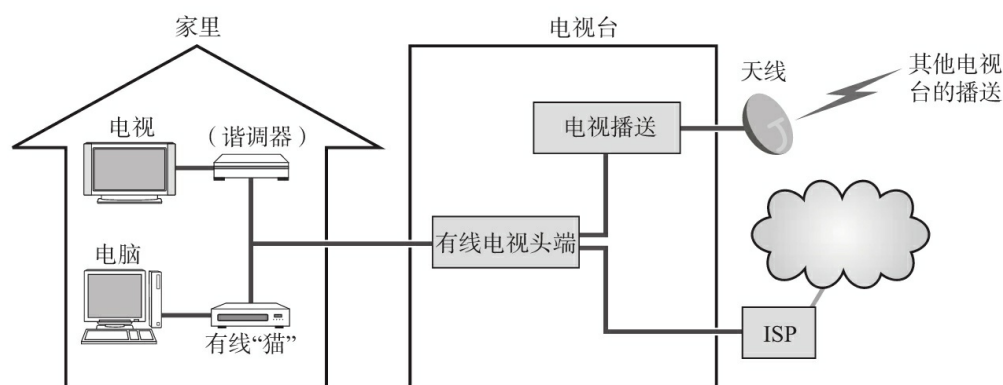 家里
电视台
电视
（谐调器）
天线
其他电视
台的播送
电视播送
有线电视头端
电脑
有线“猫”
ISP